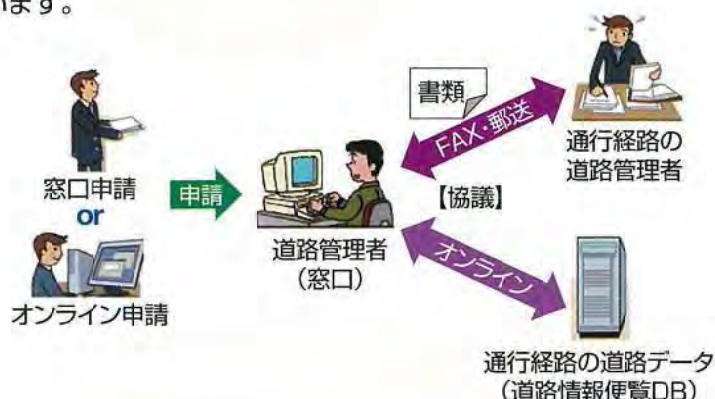 います。
窓口申請
or
オンライン申請
申請
道路管理者
（窓口）
書類
FAX・郵送
【協議】
オンライン
通行経路の
道路管理者
通行経路の道路データ
（道路情報便覧DB）